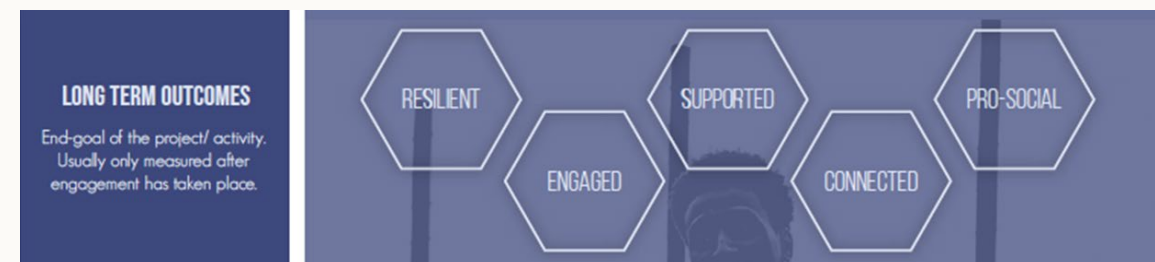 LONG TERM OUTCOMES
End-goal of the project/ activity.
Usually only measured after
engagement has taken place.
RESILIENT
SUPPORTED
PRO-SOCIAL
ENGAGED
CONNECTED